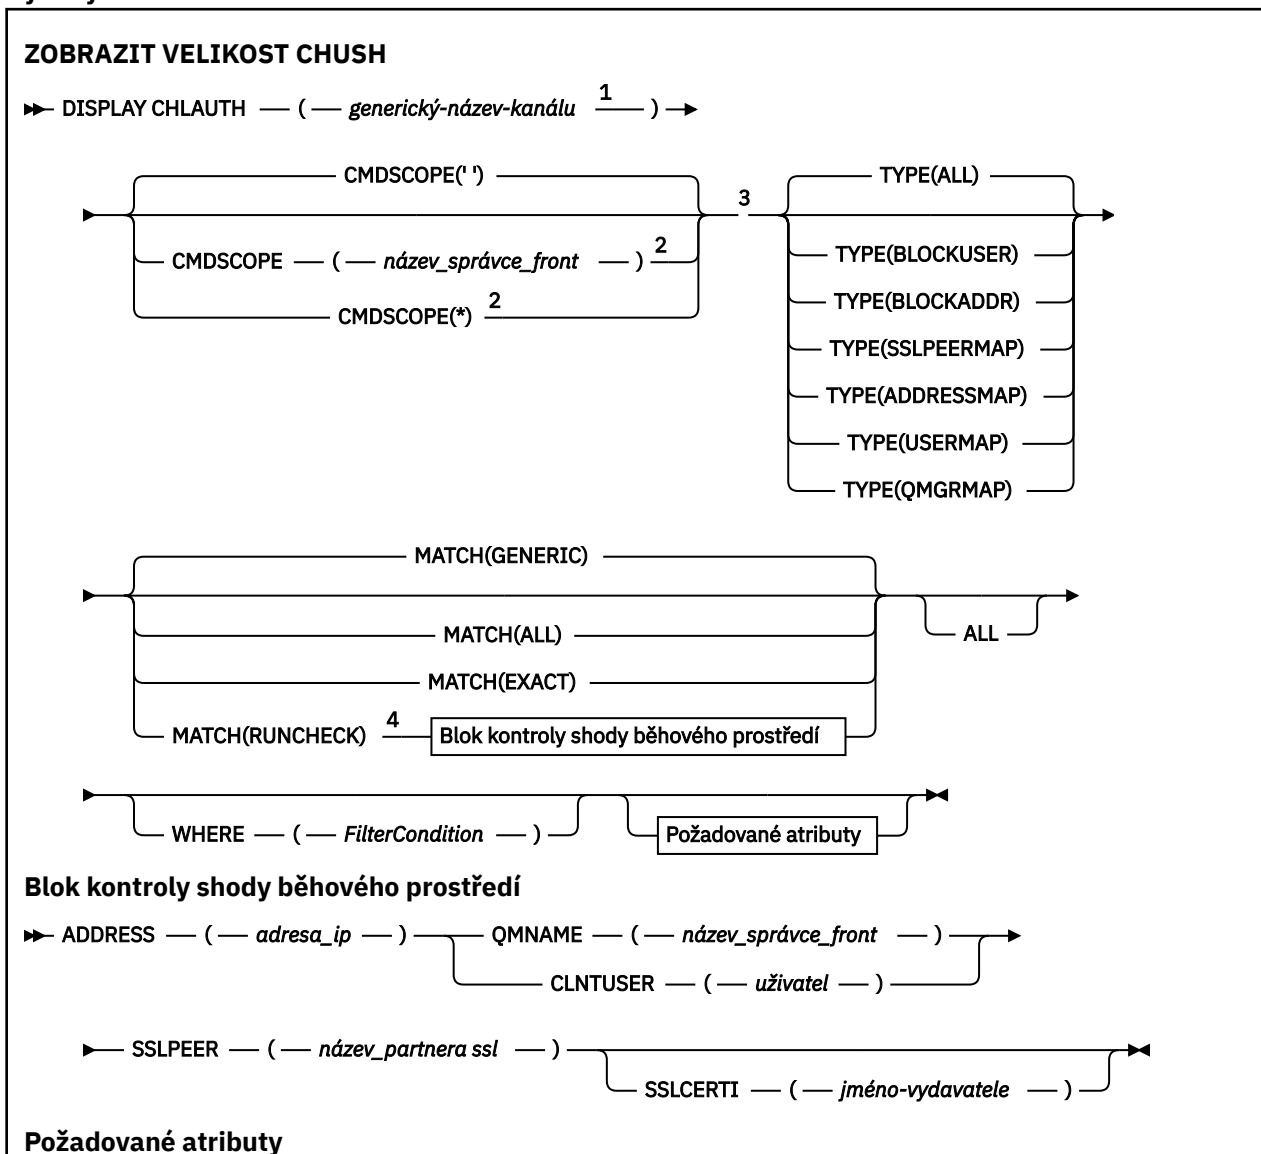 ZOBRAZIT VELIKOST CHUSH
DISPLAY CHLAUTH ( generický-název-kanálu 1 )
CMDSCOPE(' ')
CMDSCOPE ( název_správce_front ) 2
CMDSCOPE(*) 2
3
TYPE(ALL)
TYPE(BLOCKUSER)
TYPE(BLOCKADDR)
TYPE(SSLPEERMAP)
TYPE(ADDRESSMAP)
TYPE(USERMAP)
TYPE(QMGRMAP)
MATCH(GENERIC)
MATCH(ALL)
MATCH(EXACT)
MATCH(RUNCHECK) 4 Blok kontroly shody běhového prostředí
ALL
WHERE ( FilterCondition )
Požadované atributy
Blok kontroly shody běhového prostředí
ADDRESS ( adresa_ip ) QMNAME ( název_správce_front )
CLNTUSER ( uživatel )
SSLPEER ( název_partnera ssl )
SSLCERTI ( jméno-vydavatele )
Požadované atributy